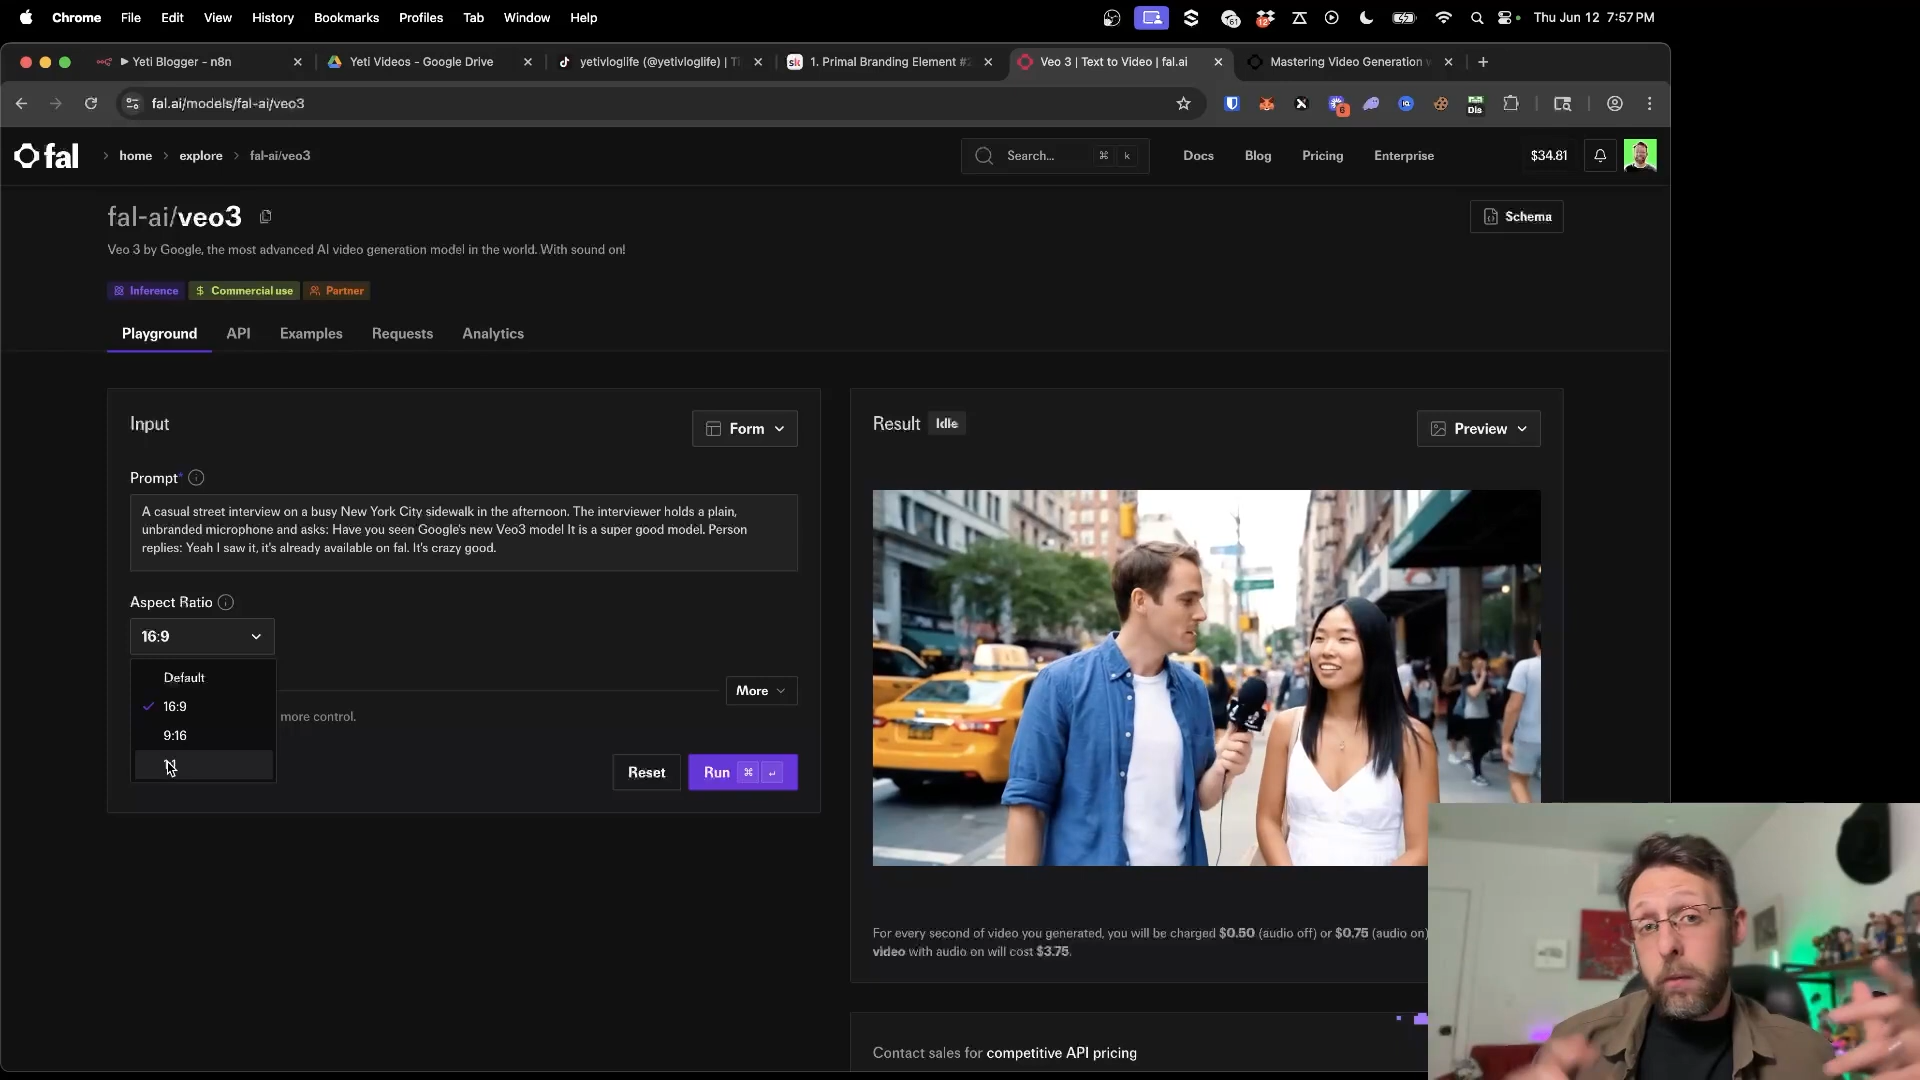 Chrome File Edit View History Bookmarks Profiles Tab Window Help
61 12 Thu Jun 12 7:57 PM
Yeti Blogger - n8n
Yeti Videos - Google Drive
yetivloglife (@yetivloglife) | Ti
sk 1. Primal Branding Element #
Veo 3 | Text to Video | fal.ai
Mastering Video Generation
fal.ai/models/fal-ai/veo3
6 Dis
fal home explore fal-ai/veo3
Search... ⌘ k
Docs Blog Pricing Enterprise
$34.81
fal-ai/veo3
Schema
Veo 3 by Google, the most advanced AI video generation model in the world. With sound on!
Inference $ Commercial use Partner
Playground API Examples Requests Analytics
Input
Form
Prompt*
A casual street interview on a busy New York City sidewalk in the afternoon. The interviewer holds a plain,
unbranded microphone and asks: Have you seen Google's new Veo3 model It is a super good model. Person
replies: Yeah I saw it, it's already available on fal. It's crazy good.
Aspect Ratio
16:9
Default
16:9
9:16
More
more control.
Reset
Run ⌘ ↵
Result Idle
Preview
For every second of video you generated, you will be charged $0.50 (audio off) or $0.75 (audio on)
video with audio on will cost $3.75.
Contact sales for competitive API pricing